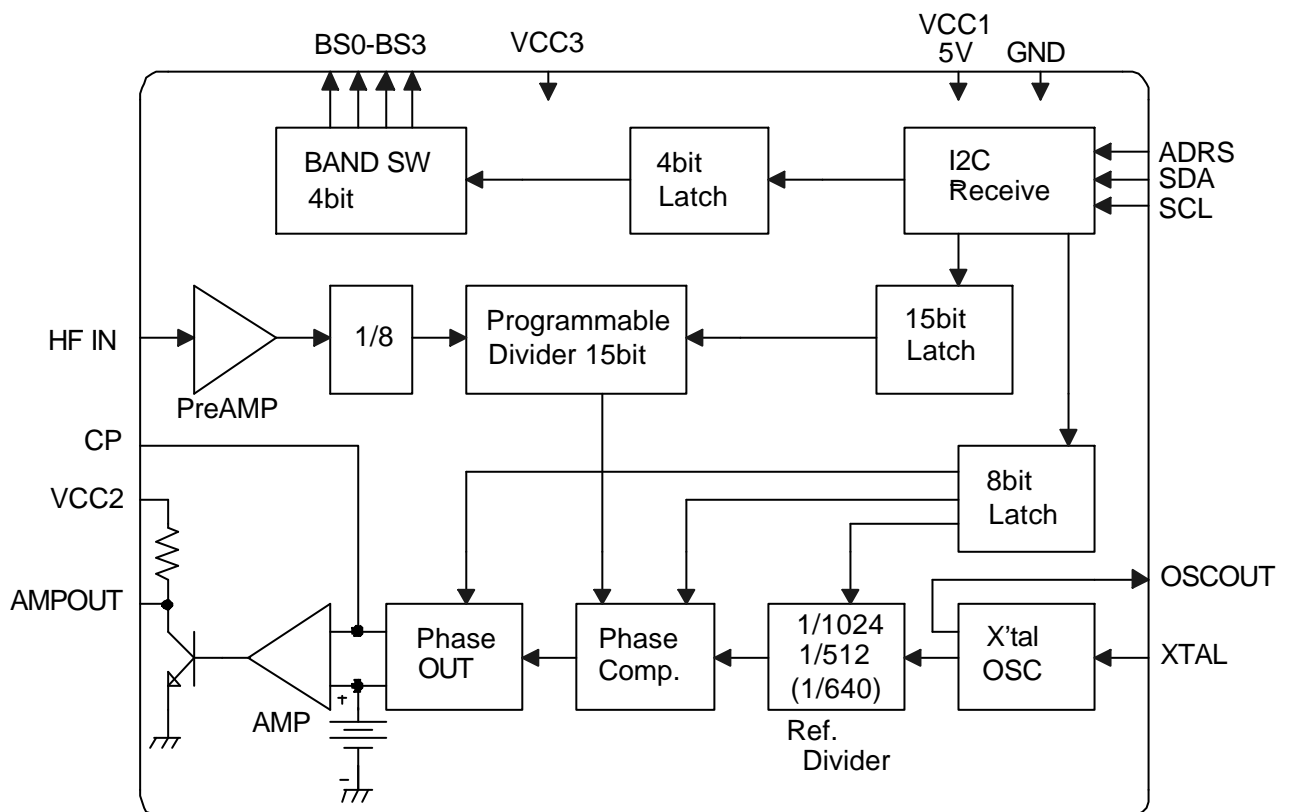 BS0-BS3
VCC3
VCC1
5V
GND
BAND SW
4bit
4bit
Latch
I2C
Receive
ADRS
SDA
SCL
HF IN
PreAMP
1/8
Programmable
Divider 15bit
15bit
Latch
CP
VCC2
8bit
Latch
AMPOUT
OSCOUT
AMP
+
-
Phase
OUT
Phase
Comp.
1/1024
1/512
(1/640)
Ref.
Divider
X'tal
OSC
XTAL